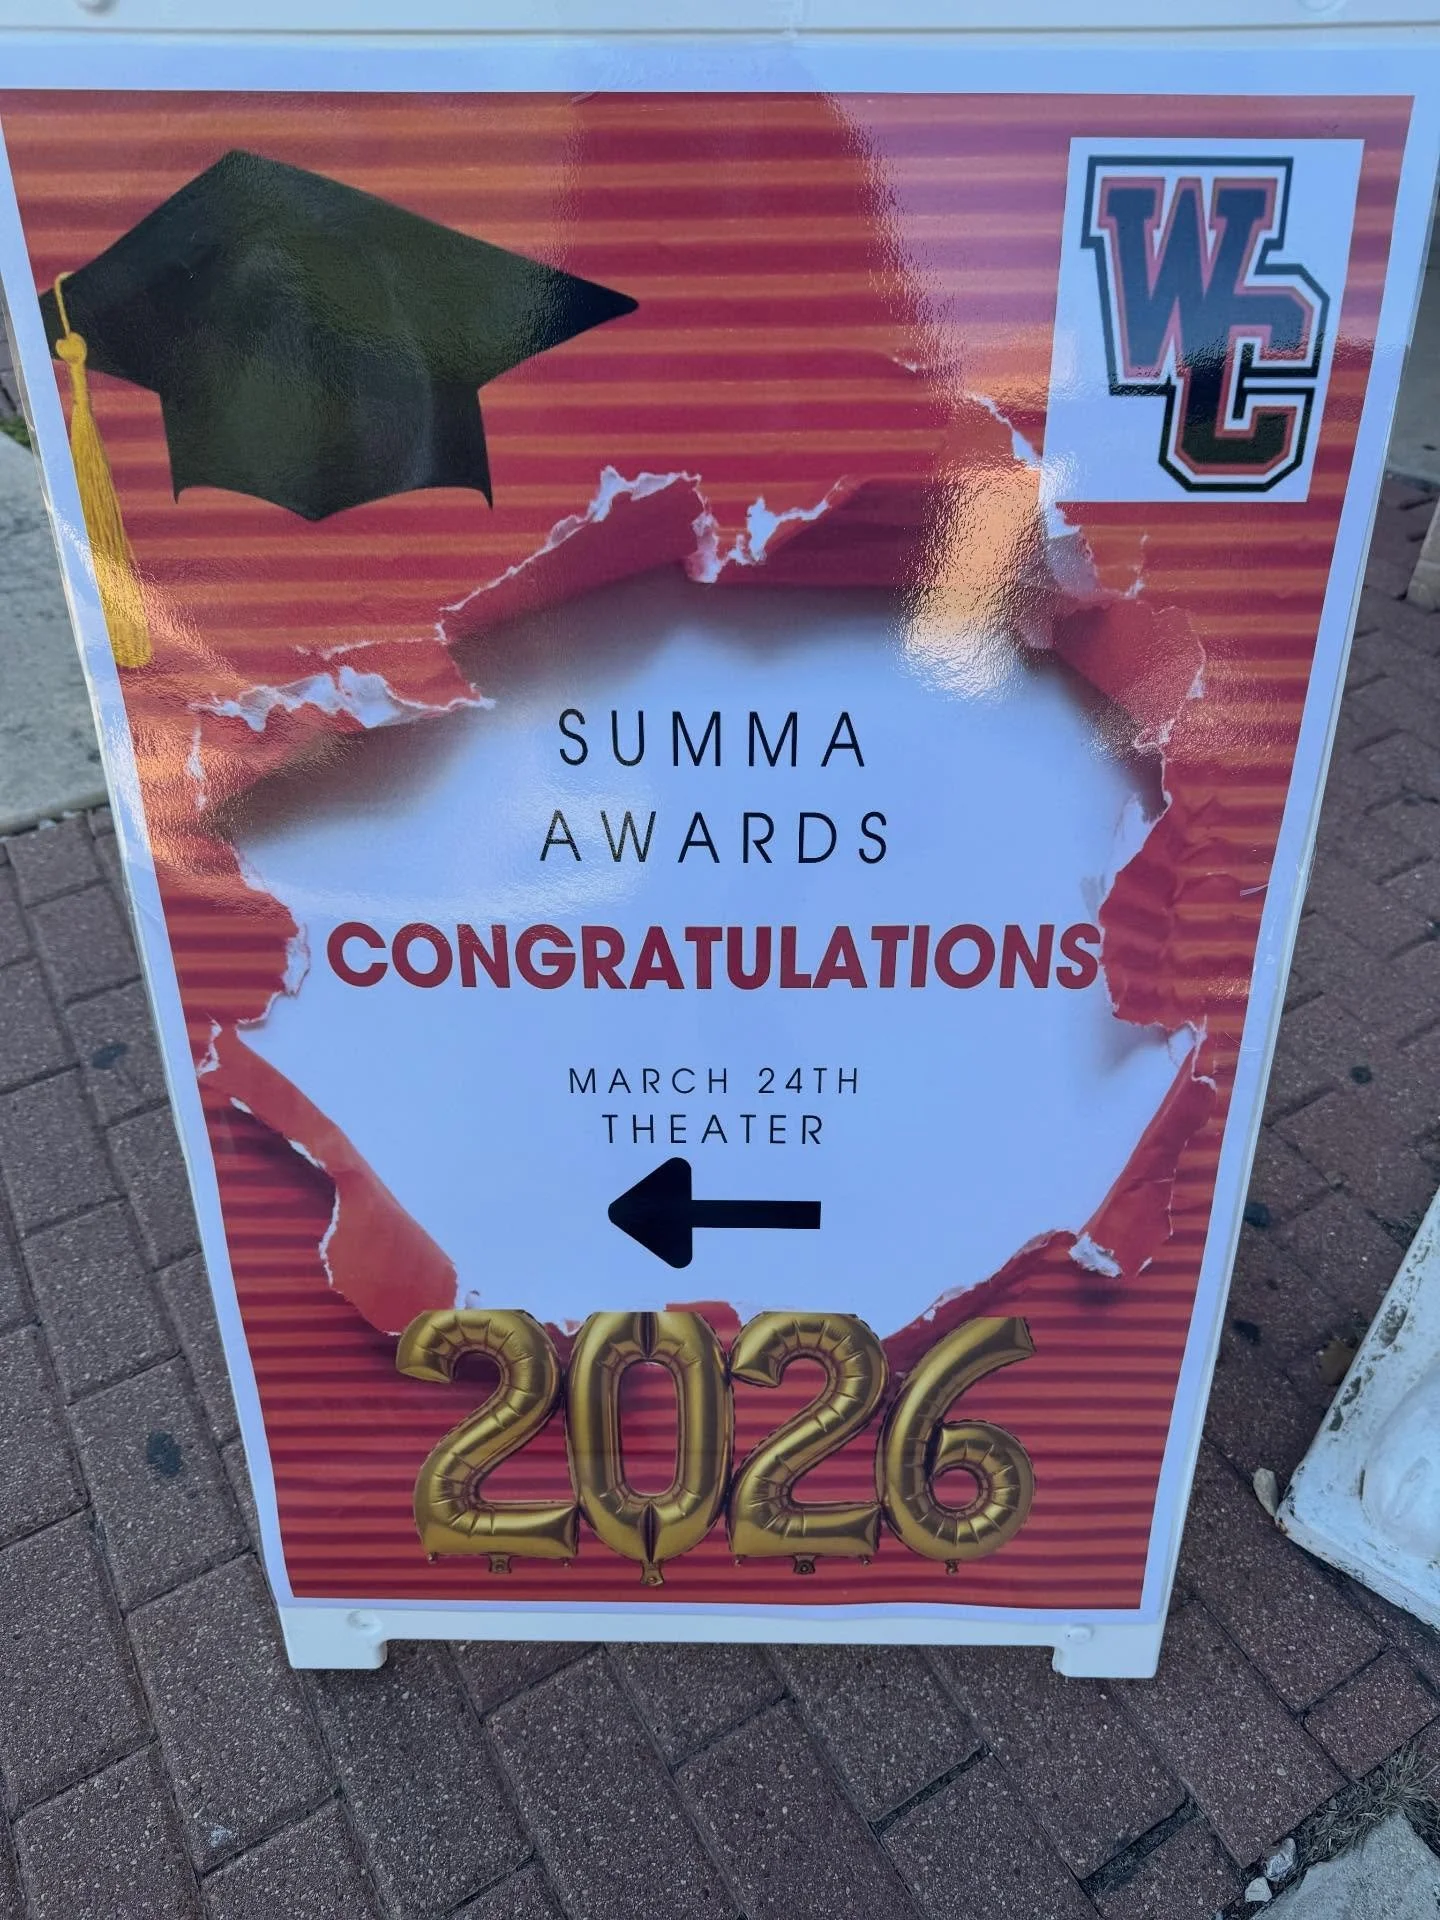 WC
SUMMA
AWARDS
CONGRATULATIONS
MARCH 24TH
THEATER
2026